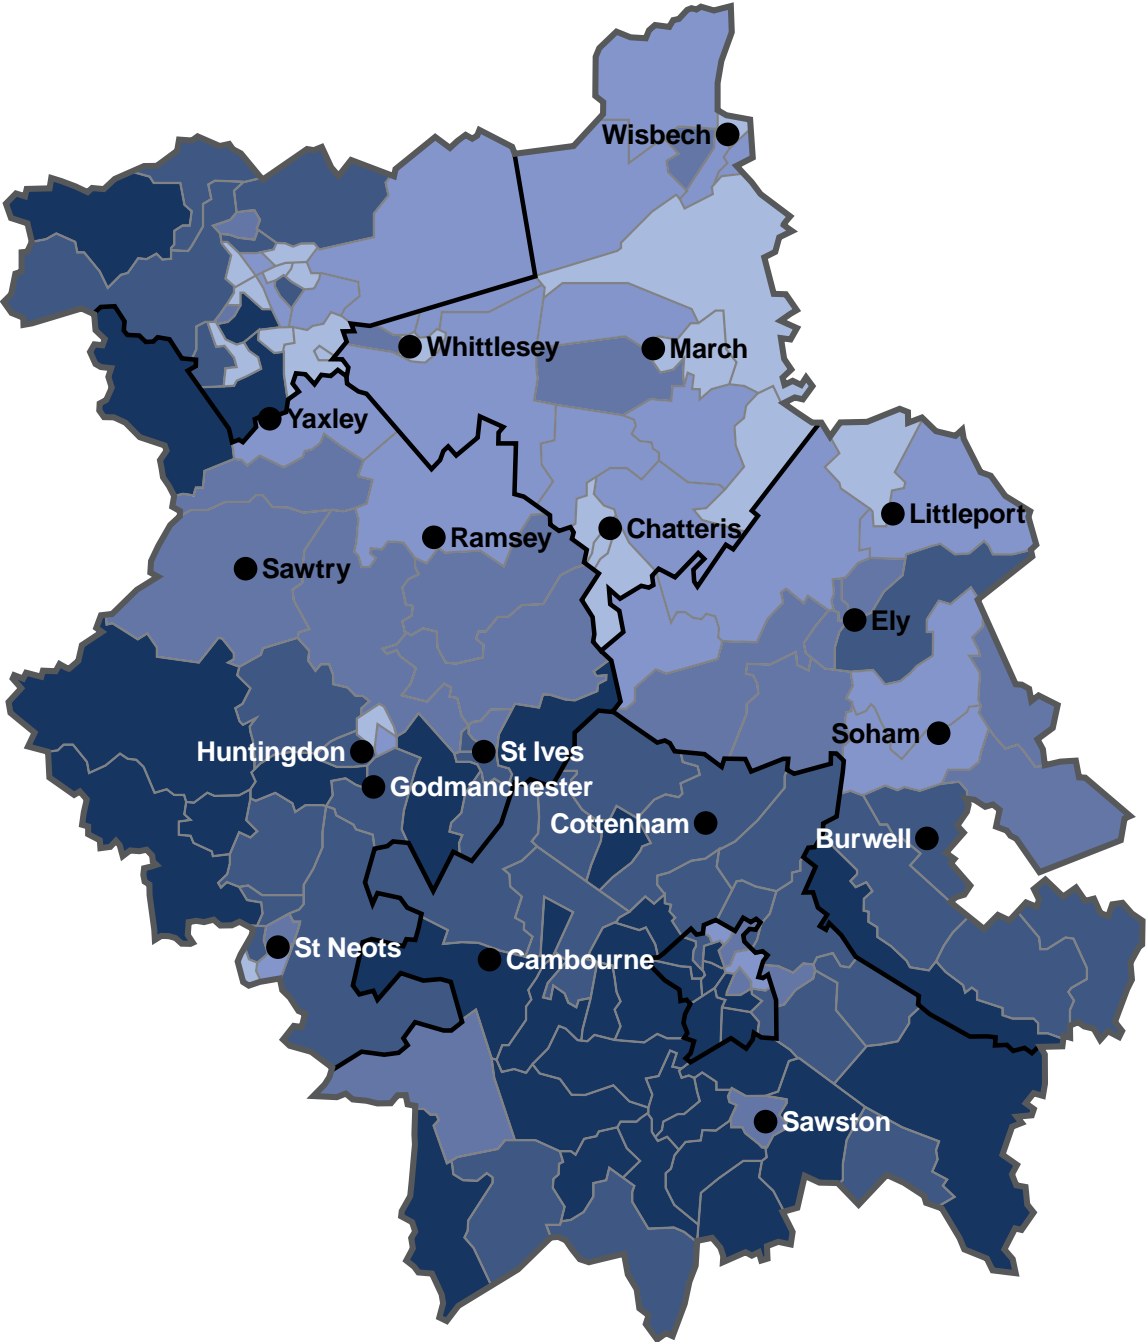 Wisbech
Whittlesey
March
Yaxley
Littleport
Chatteris
Ramsey
Sawtry
Ely
Soham
Huntingdon
St Ives
Godmanchester
Cottenham
Burwell
St Neots
Cambourne
Sawston